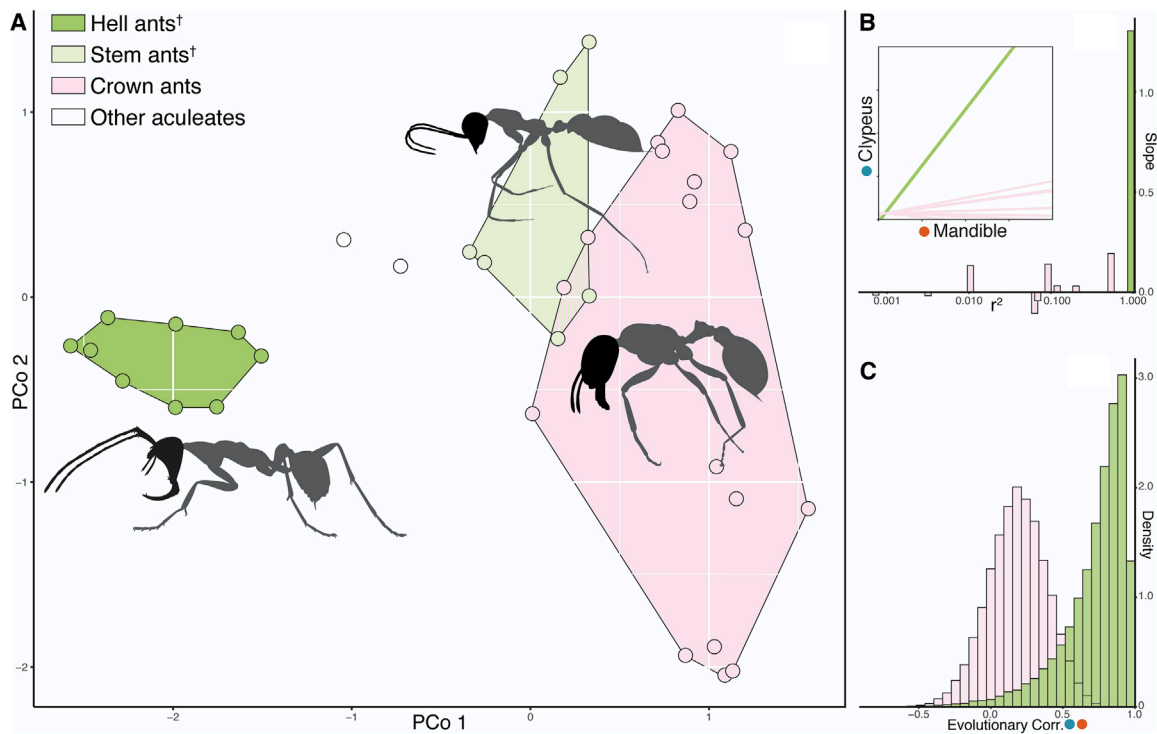 A
Hell ants†
Stem ants†
Crown ants
Other aculeates
1
0
−1
−2
PCo 2
−2
−1
0
1
PCo 1
B
Clypeus
Mandible
1.0
0.5
0.0
Slope
0.001
0.010
0.100
1.000
r²
C
3.0
2.0
1.0
0
Density
−0.5
0.0
0.5
1.0
Evolutionary Corr.